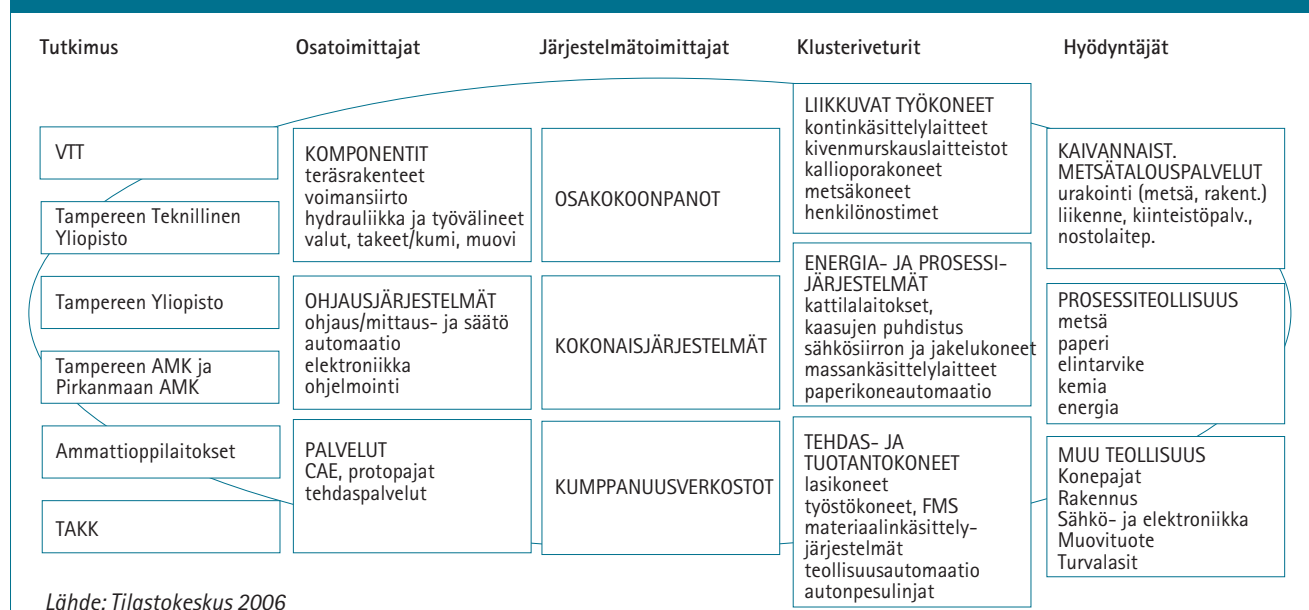 Tutkimus
Osatoimittajat
Järjestelmätoimittajat
Klusteriveturit
Hyödyntäjät
VTT
Tampereen Teknillinen
Yliopisto
Tampereen Yliopisto
Tampereen AMK ja
Pirkanmaan AMK
Ammattioppilaitokset
TAKK
KOMPONENTIT
teräsrakenteet
voimansiirto
hydrauliikka ja työvälineet
valut, takeet/kumi, muovi
OHJAUSJÄRJESTELMÄT
ohjaus/mittaus- ja säätö
automaatio
elektroniikka
ohjelmointi
PALVELUT
CAE, protopajat
tehdaspalvelut
OSAKOKOONPANOT
KOKONAISJÄRJESTELMÄT
KUMPPANUUSVERKOSTOT
LIIKKUVAT TYÖKONEET
kontinkäsittelylaitteet
kivenmurskauslaitteistot
kallioporakoneet
metsäkoneet
henkilönostimet
ENERGIA- JA PROSESSI-
JÄRJESTELMÄT
kattilalaitokset,
kaasujen puhdistus
sähkösiirron ja jakelukoneet
massankäsittelylaitteet
paperikoneautomaatio
TEHDAS- JA
TUOTANTOKONEET
lasikoneet
työstökoneet, FMS
materiaalinkäsittely-
järjestelmät
teollisuusautomaatio
autonpesulinjat
KAIVANNAIST.
METSÄTALOUSPALVELUT
urakointi (metsä, rakent.)
liikenne, kiinteistöpalv.,
nostolaitep.
PROSESSITEOLLISUUS
metsä
paperi
elintarvike
kemia
energia
MUU TEOLLISUUS
Konepajat
Rakennus
Sähkö- ja elektroniikka
Muovituote
Turvalasit
Lähde: Tilastokeskus 2006